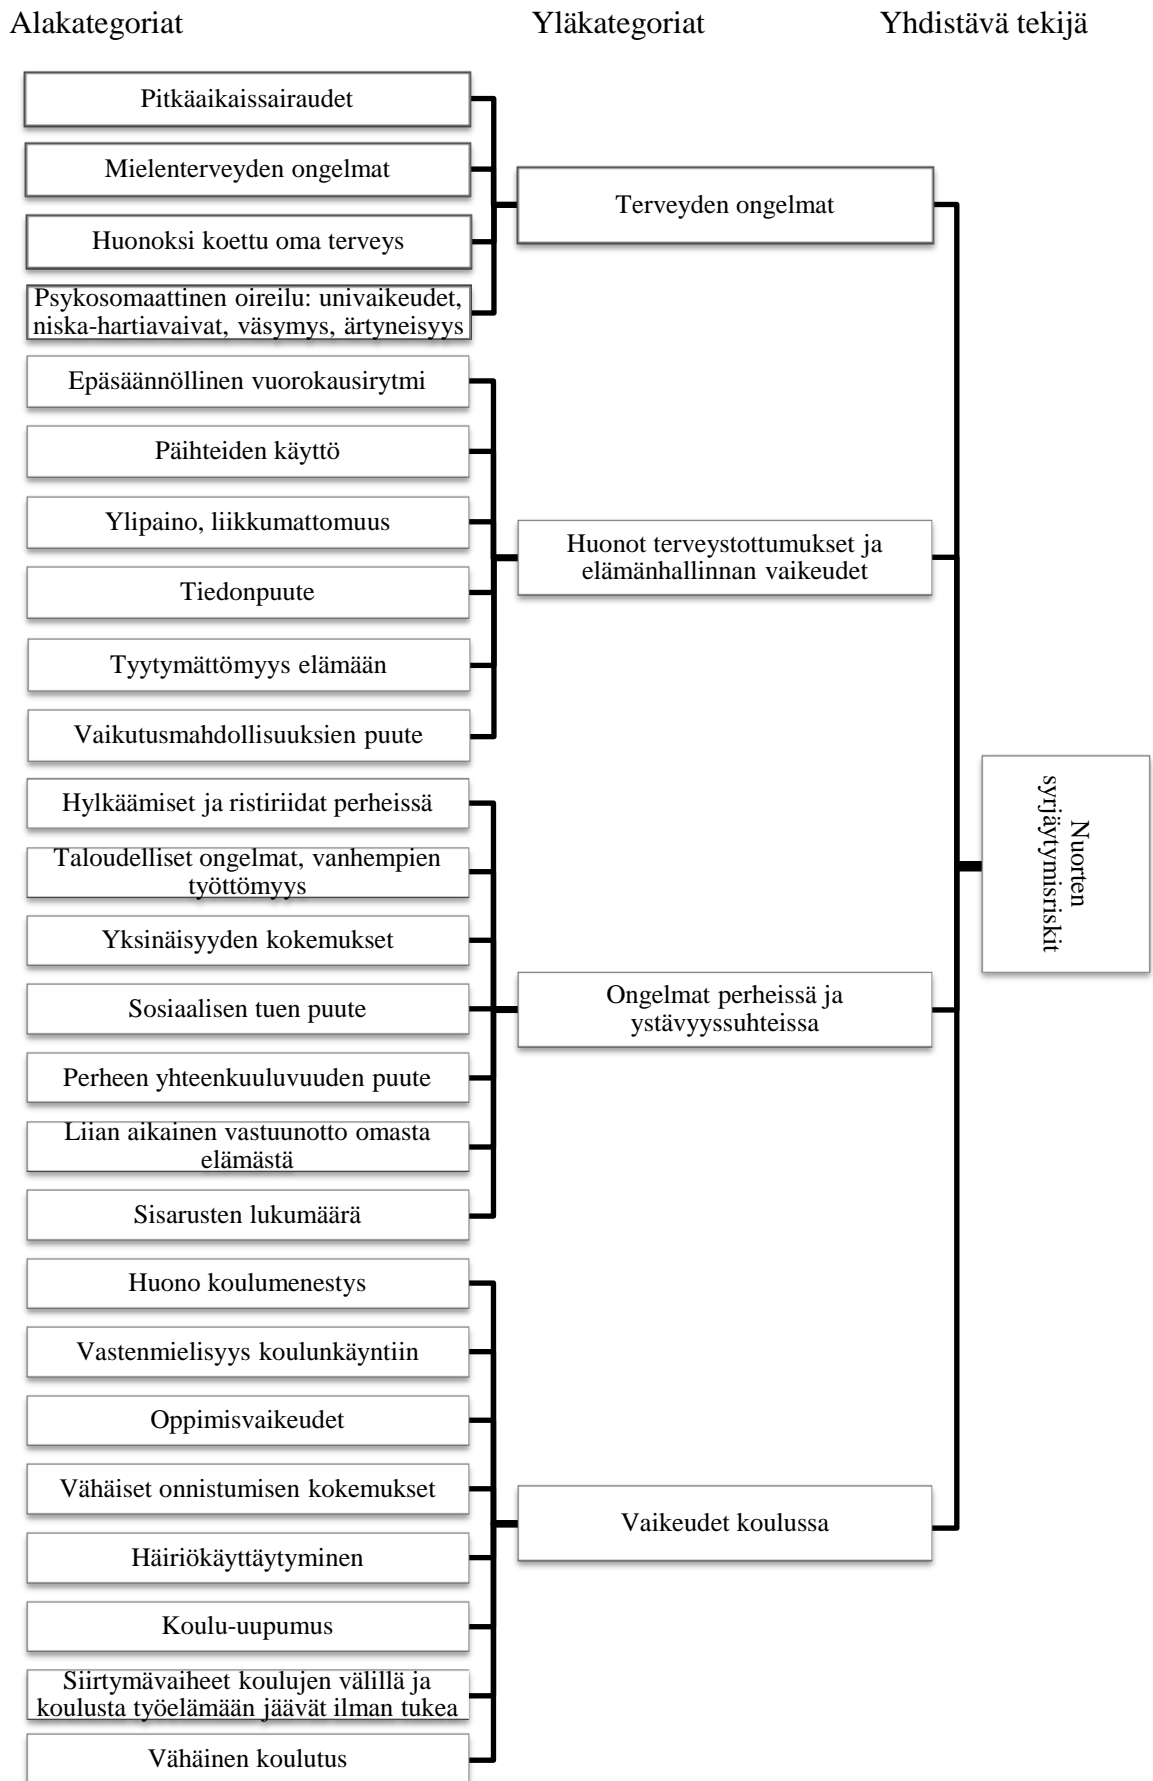 Alakategoriat
Yläkategoriat
Yhdistävä tekijä
Pitkäaikaissairaudet
Mielenterveyden ongelmat
Huonoksi koettu oma terveys
Psykosomaattinen oireilu: univaikeudet,
niska-hartiavaivat, väsymys, ärtyneisyys
Terveyden ongelmat
Epäsäännöllinen vuorokausirytmi
Päihteiden käyttö
Ylipaino, liikkumattomuus
Tiedonpuute
Tyytymättömyys elämään
Vaikutusmahdollisuuksien puute
Huonot terveystottumukset ja
elämänhallinnan vaikeudet
Hylkäämiset ja ristiriidat perheissä
Taloudelliset ongelmat, vanhempien
työttömyys
Yksinäisyyden kokemukset
Sosiaalisen tuen puute
Perheen yhteenkuuluvuuden puute
Liian aikainen vastuunotto omasta
elämästä
Sisarusten lukumäärä
Ongelmat perheissä ja
ystävyyssuhteissa
Huono koulumenestys
Vastenmielisyys koulunkäyntiin
Oppimisvaikeudet
Vähäiset onnistumisen kokemukset
Häiriökäyttäytyminen
Koulu-uupumus
Siirtymävaiheet koulujen välillä ja
koulusta työelämään jäävät ilman tukea
Vähäinen koulutus
Vaikeudet koulussa
Nuorten
syrjäytymisriskit